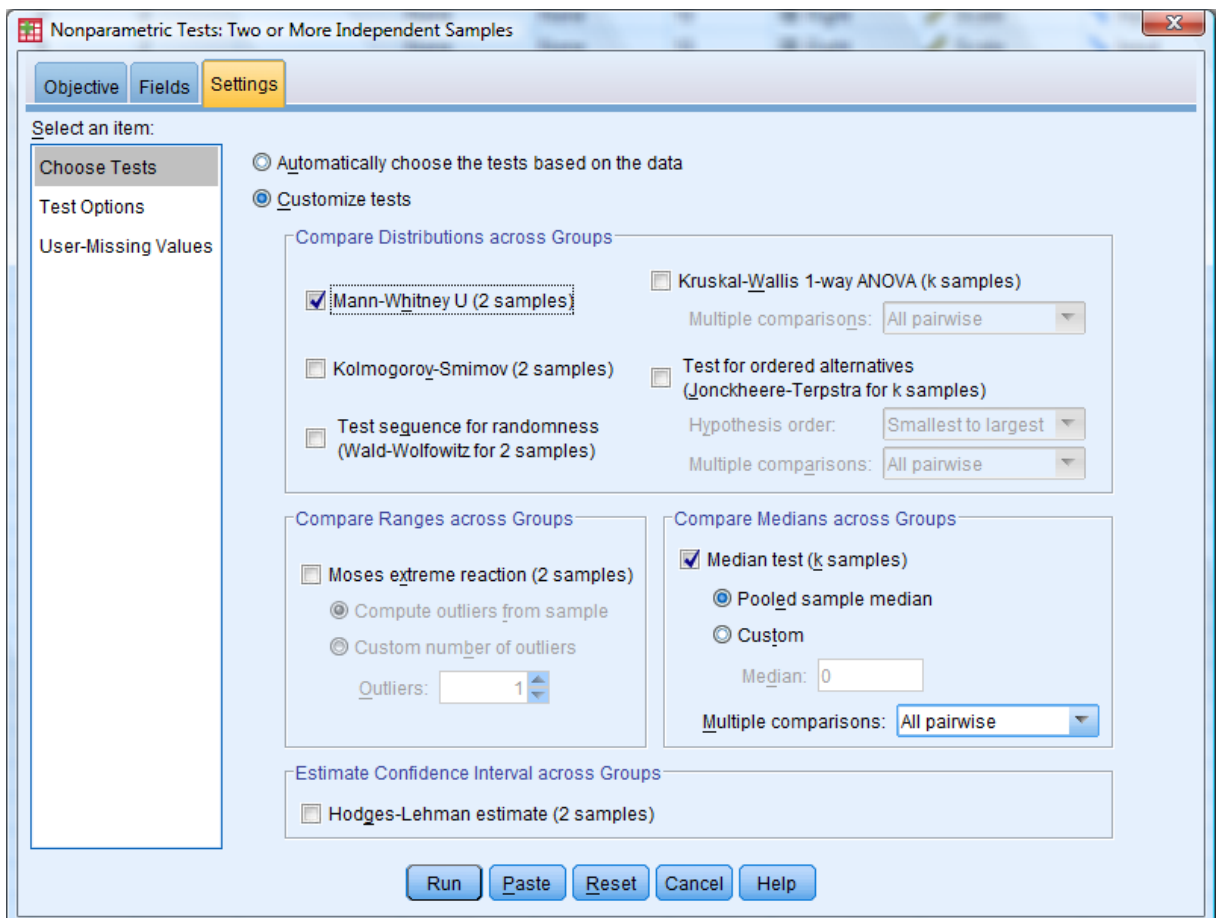 Nonparametric Tests: Two or More Independent Samples
Objective Fields Settings
Select an item:
Choose Tests
Test Options
User-Missing Values
Automatically choose the tests based on the data
Customize tests
Compare Distributions across Groups
Mann-Whitney U (2 samples)
Kolmogorov-Smirnov (2 samples)
Test sequence for randomness
(Wald-Wolfowitz for 2 samples)
Kruskal-Wallis 1-way ANOVA (k samples)
Multiple comparisons: All pairwise
Test for ordered alternatives
(Jonckheere-Terpstra for k samples)
Hypothesis order: Smallest to largest
Multiple comparisons: All pairwise
Compare Ranges across Groups
Moses extreme reaction (2 samples)
Compute outliers from sample
Custom number of outliers
Outliers: 1
Compare Medians across Groups
Median test (k samples)
Pooled sample median
Custom
Median: 0
Multiple comparisons: All pairwise
Estimate Confidence Interval across Groups
Hodges-Lehman estimate (2 samples)
Run Paste Reset Cancel Help